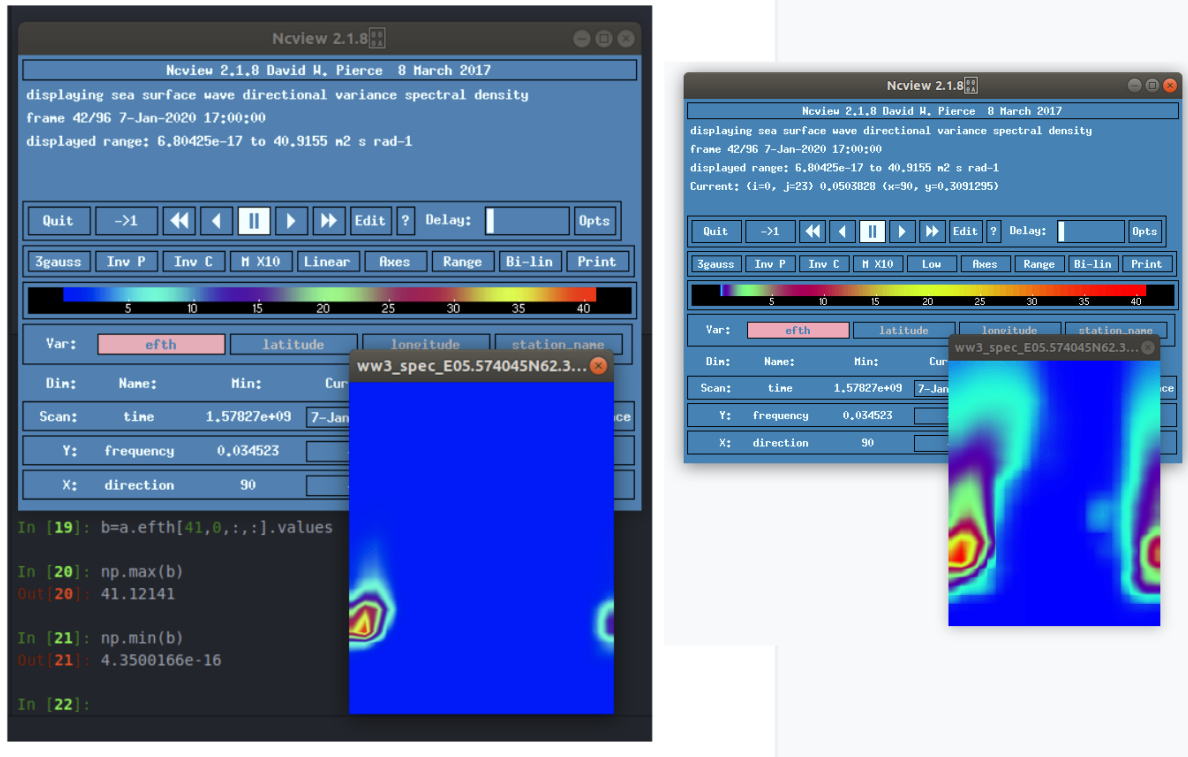 Ncview 2.1.8
Ncview 2.1.8 David W. Pierce 8 March 2017
displaying sea surface wave directional variance spectral density
frame 42/96 7-Jan-2020 17:00:00
displayed range: 6.80425e-17 to 40.9155 m2 s rad-1
Quit ->1 Edit ? Delay: Opts
3gauss Inv P Inv C M X10 Linear Axes Range Bi-lin Print
5 10 15 20 25 30 35 40
Var: efth latitude longitude station_name
ww3_spec_E05.574045N62.3...
Dim: Name: Min: Cur
Scan: time 1.57827e+09 7-Jan ce
Y: frequency 0.034523
X: direction 90
In [19]: b=a.efth[41,0,:,:].values
In [20]: np.max(b)
Out[20]: 41.12141
In [21]: np.min(b)
Out[21]: 4.3500166e-16
In [22]:
Ncview 2.1.8
Ncview 2.1.8 David W. Pierce 8 March 2017
displaying sea surface wave directional variance spectral density
frame 42/96 7-Jan-2020 17:00:00
displayed range: 6.80425e-17 to 40.9155 m2 s rad-1
Current: (i=0, j=23) 0.0503828 (x=90, y=0.3091295)
Quit ->1 Edit ? Delay: Opts
3gauss Inv P Inv C M X10 Low Axes Range Bi-lin Print
5 10 15 20 25 30 35 40
Var: efth latitude longitude station_name
ww3_spec_E05.574045N62.3...
Dim: Name: Min: Cur
Scan: time 1.57827e+09 7-Jan ce
Y: frequency 0.034523
X: direction 90